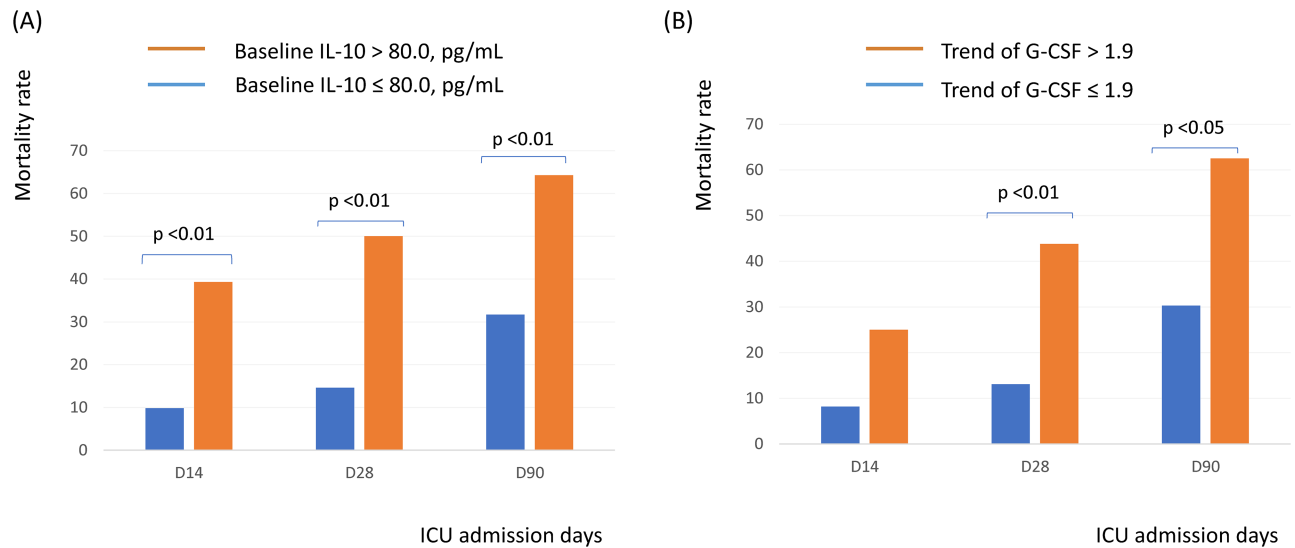 (A)
Baseline IL-10 > 80.0, pg/mL
Baseline IL-10 ≤ 80.0, pg/mL
Mortality rate
70
60
50
40
30
20
10
0
p <0.01
p <0.01
p <0.01
D14
D28
D90
ICU admission days
(B)
Trend of G-CSF > 1.9
Trend of G-CSF ≤ 1.9
Mortality rate
70
60
50
40
30
20
10
0
p <0.01
p <0.05
D14
D28
D90
ICU admission days